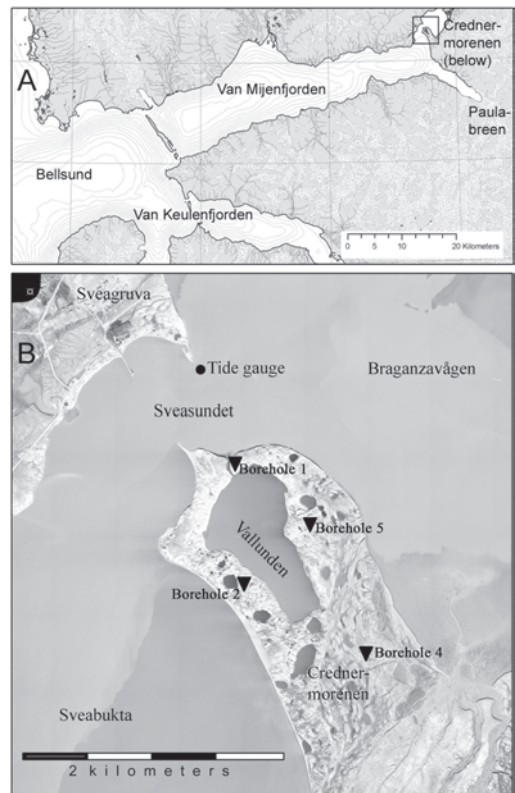 A
Credner-
morenen
(below)
Van Mijenfjorden
Paula-
breen
Bellsund
Van Keulenfjorden
0 5 10 20 Kilometers
B
Sveagruva
Tide gauge
Braganzavågen
Sveasundet
Borehole 1
Vallunden
Borehole 5
Borehole 2
Borehole 4
Credner-
morenen
Sveabukta
2 kilometers